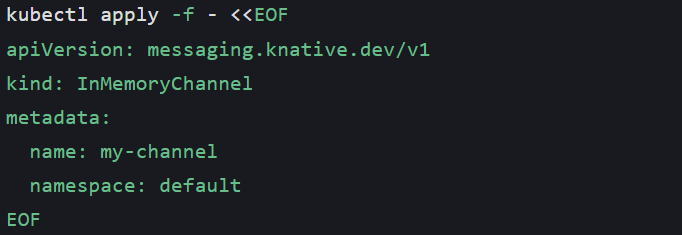 kubectl apply -f - <<EOF
apiVersion: messaging.knative.dev/v1
kind: InMemoryChannel
metadata:
  name: my-channel
  namespace: default
EOF